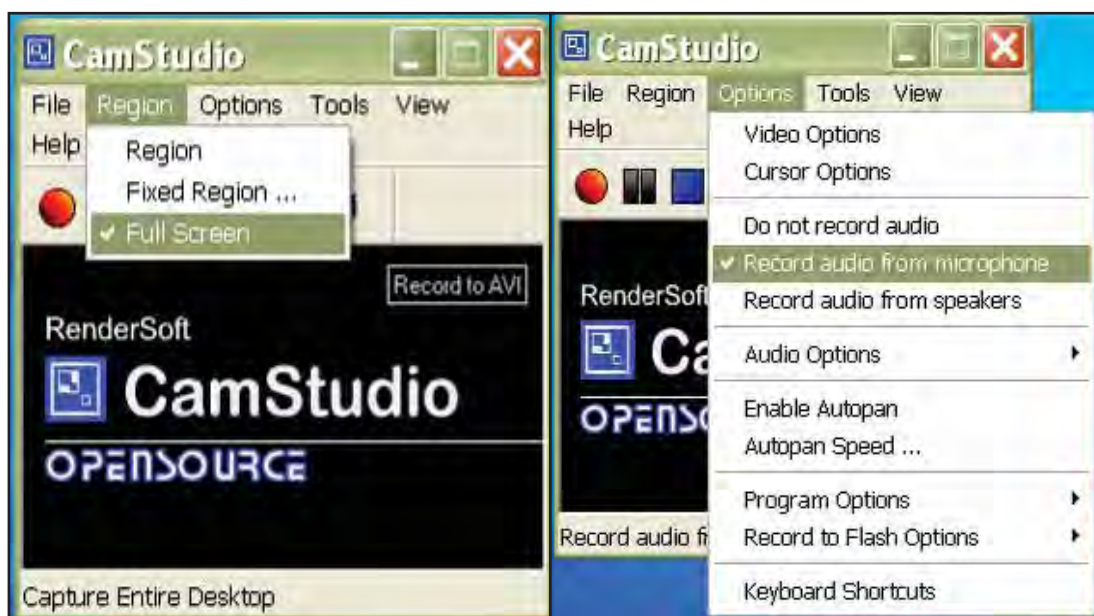 CamStudio
File Region Options Tools View
Help
Region
Fixed Region ...
Full Screen
Record to AVI
RenderSoft
CamStudio
OPENSOURCE
Capture Entire Desktop
CamStudio
File Region Options Tools View
Help
Video Options
Cursor Options
Do not record audio
Record audio from microphone
Record audio from speakers
Audio Options
Enable Autopan
Autopan Speed ...
Program Options
Record to Flash Options
Keyboard Shortcuts
RenderSoft
Ca
OPENSO
Record audio f